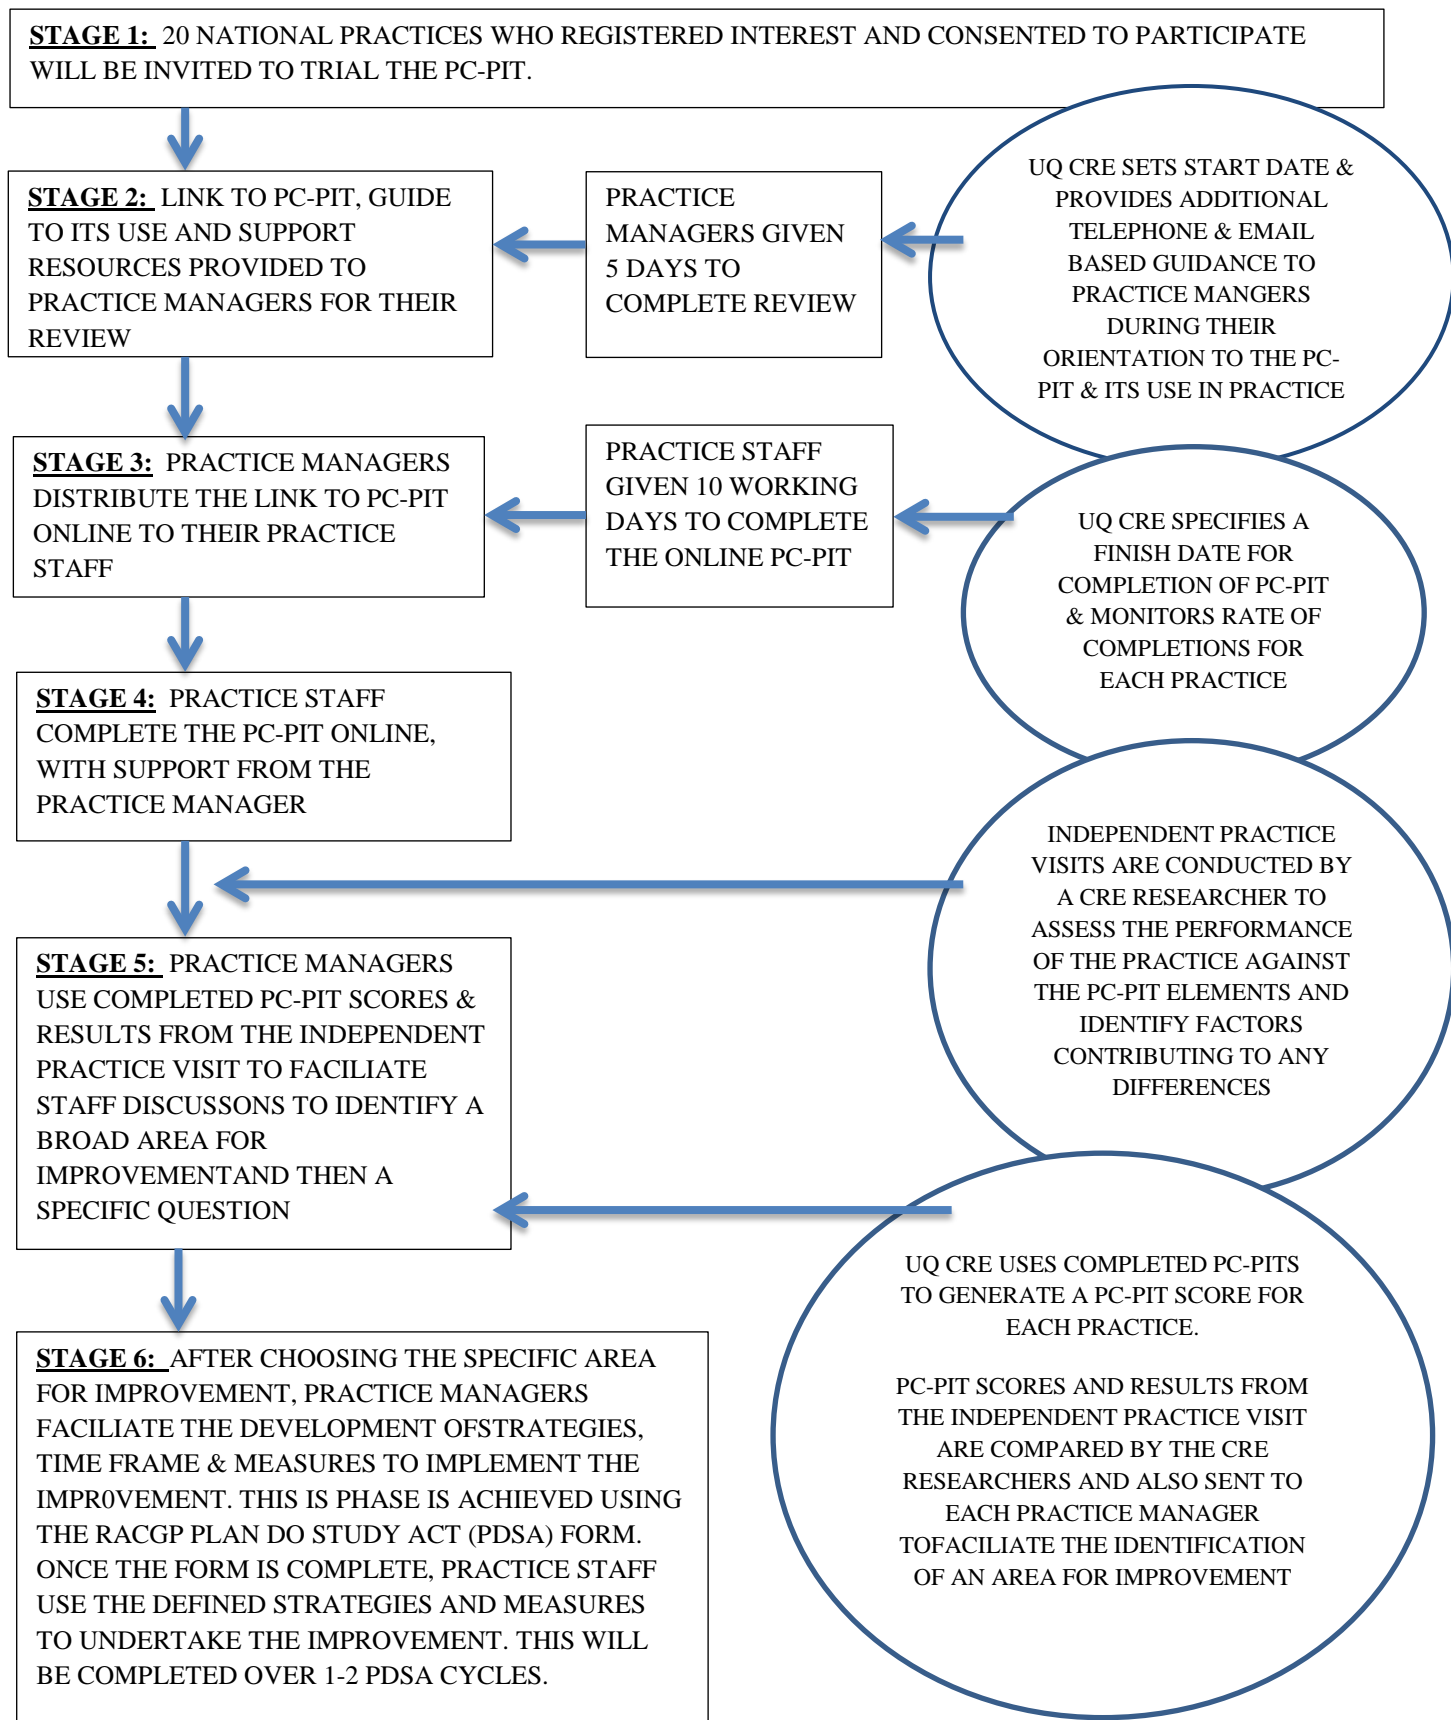 STAGE 1: 20 NATIONAL PRACTICES WHO REGISTERED INTEREST AND CONSENTED TO PARTICIPATE
WILL BE INVITED TO TRIAL THE PC-PIT.
STAGE 2: LINK TO PC-PIT, GUIDE
TO ITS USE AND SUPPORT
RESOURCES PROVIDED TO
PRACTICE MANAGERS FOR THEIR
REVIEW
PRACTICE
MANAGERS GIVEN
5 DAYS TO
COMPLETE REVIEW
UQ CRE SETS START DATE &
PROVIDES ADDITIONAL
TELEPHONE & EMAIL
BASED GUIDANCE TO
PRACTICE MANGERS
DURING THEIR
ORIENTATION TO THE PC-
PIT & ITS USE IN PRACTICE
STAGE 3: PRACTICE MANAGERS
DISTRIBUTE THE LINK TO PC-PIT
ONLINE TO THEIR PRACTICE
STAFF
PRACTICE STAFF
GIVEN 10 WORKING
DAYS TO COMPLETE
THE ONLINE PC-PIT
UQ CRE SPECIFIES A
FINISH DATE FOR
COMPLETION OF PC-PIT
& MONITORS RATE OF
COMPLETIONS FOR
EACH PRACTICE
STAGE 4: PRACTICE STAFF
COMPLETE THE PC-PIT ONLINE,
WITH SUPPORT FROM THE
PRACTICE MANAGER
INDEPENDENT PRACTICE
VISITS ARE CONDUCTED BY
A CRE RESEARCHER TO
ASSESS THE PERFORMANCE
OF THE PRACTICE AGAINST
THE PC-PIT ELEMENTS AND
IDENTIFY FACTORS
CONTRIBUTING TO ANY
DIFFERENCES
STAGE 5: PRACTICE MANAGERS
USE COMPLETED PC-PIT SCORES &
RESULTS FROM THE INDEPENDENT
PRACTICE VISIT TO FACILIATE
STAFF DISCUSSONS TO IDENTIFY A
BROAD AREA FOR
IMPROVEMENTAND THEN A
SPECIFIC QUESTION
UQ CRE USES COMPLETED PC-PITS
TO GENERATE A PC-PIT SCORE FOR
EACH PRACTICE.
PC-PIT SCORES AND RESULTS FROM
THE INDEPENDENT PRACTICE VISIT
ARE COMPARED BY THE CRE
RESEARCHERS AND ALSO SENT TO
EACH PRACTICE MANAGER
TOFACILIATE THE IDENTIFICATION
OF AN AREA FOR IMPROVEMENT
STAGE 6: AFTER CHOOSING THE SPECIFIC AREA
FOR IMPROVEMENT, PRACTICE MANAGERS
FACILIATE THE DEVELOPMENT OFSTRATEGIES,
TIME FRAME & MEASURES TO IMPLEMENT THE
IMPR0VEMENT. THIS IS PHASE IS ACHIEVED USING
THE RACGP PLAN DO STUDY ACT (PDSA) FORM.
ONCE THE FORM IS COMPLETE, PRACTICE STAFF
USE THE DEFINED STRATEGIES AND MEASURES
TO UNDERTAKE THE IMPROVEMENT. THIS WILL
BE COMPLETED OVER 1-2 PDSA CYCLES.